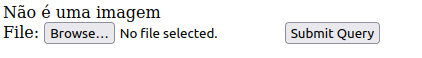 Não é uma imagem
File: Browse... No file selected. Submit Query